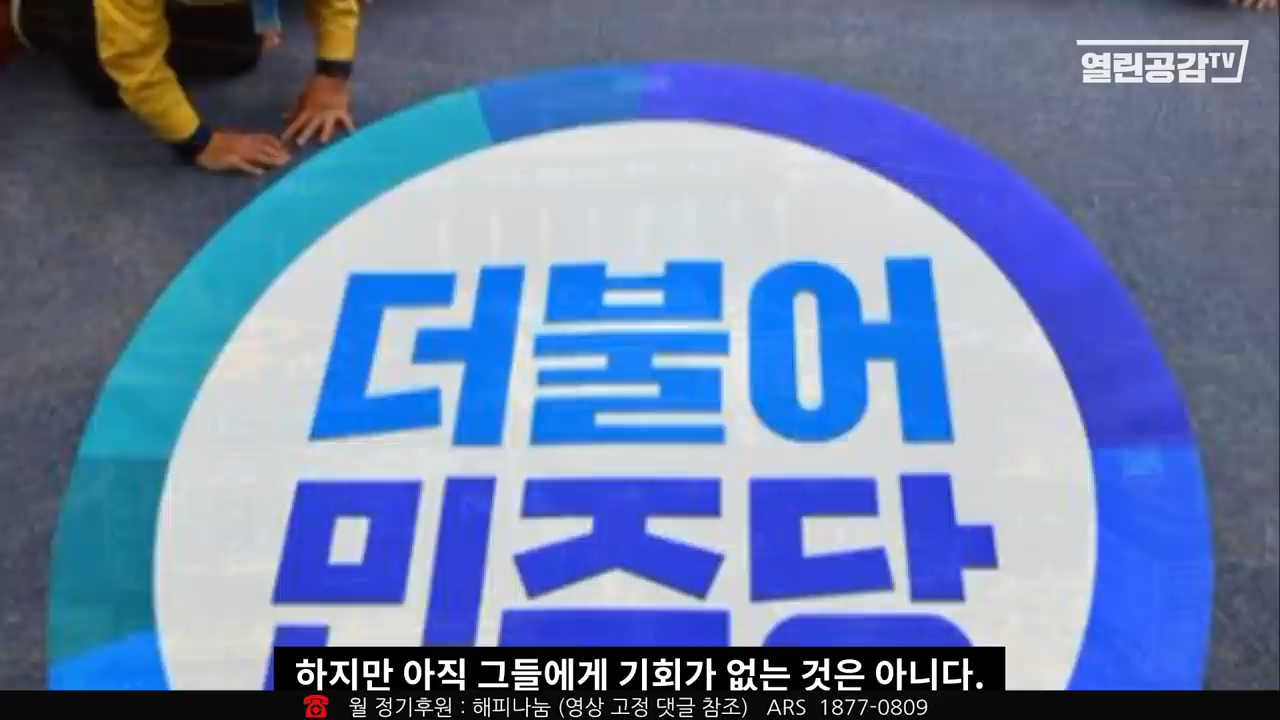 열린공감TV
더불어
민주당
하지만 아직 그들에게 기회가 없는 것은 아니다.
월 정기후원 : 해피나눔 (영상 고정 댓글 참조) ARS 1877-0809